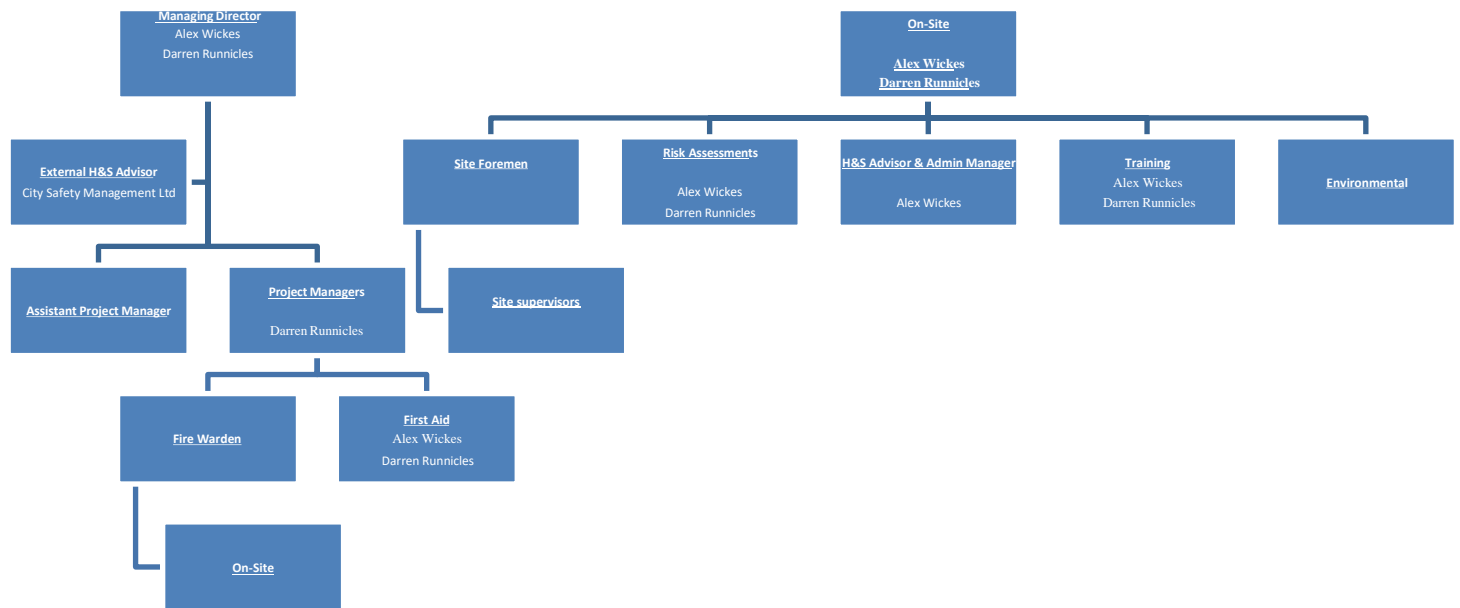 Managing Director
Alex Wickes
Darren Runnicles
On-Site
Alex Wickes
Darren Runnicles
External H&S Advisor
City Safety Management Ltd
Site Foremen
Risk Assessments
Alex Wickes
Darren Runnicles
H&S Advisor & Admin Manager
Alex Wickes
Training
Alex Wickes
Darren Runnicles
Environmental
Assistant Project Manager
Project Managers
Darren Runnicles
Site supervisors
Fire Warden
First Aid
Alex Wickes
Darren Runnicles
On-Site